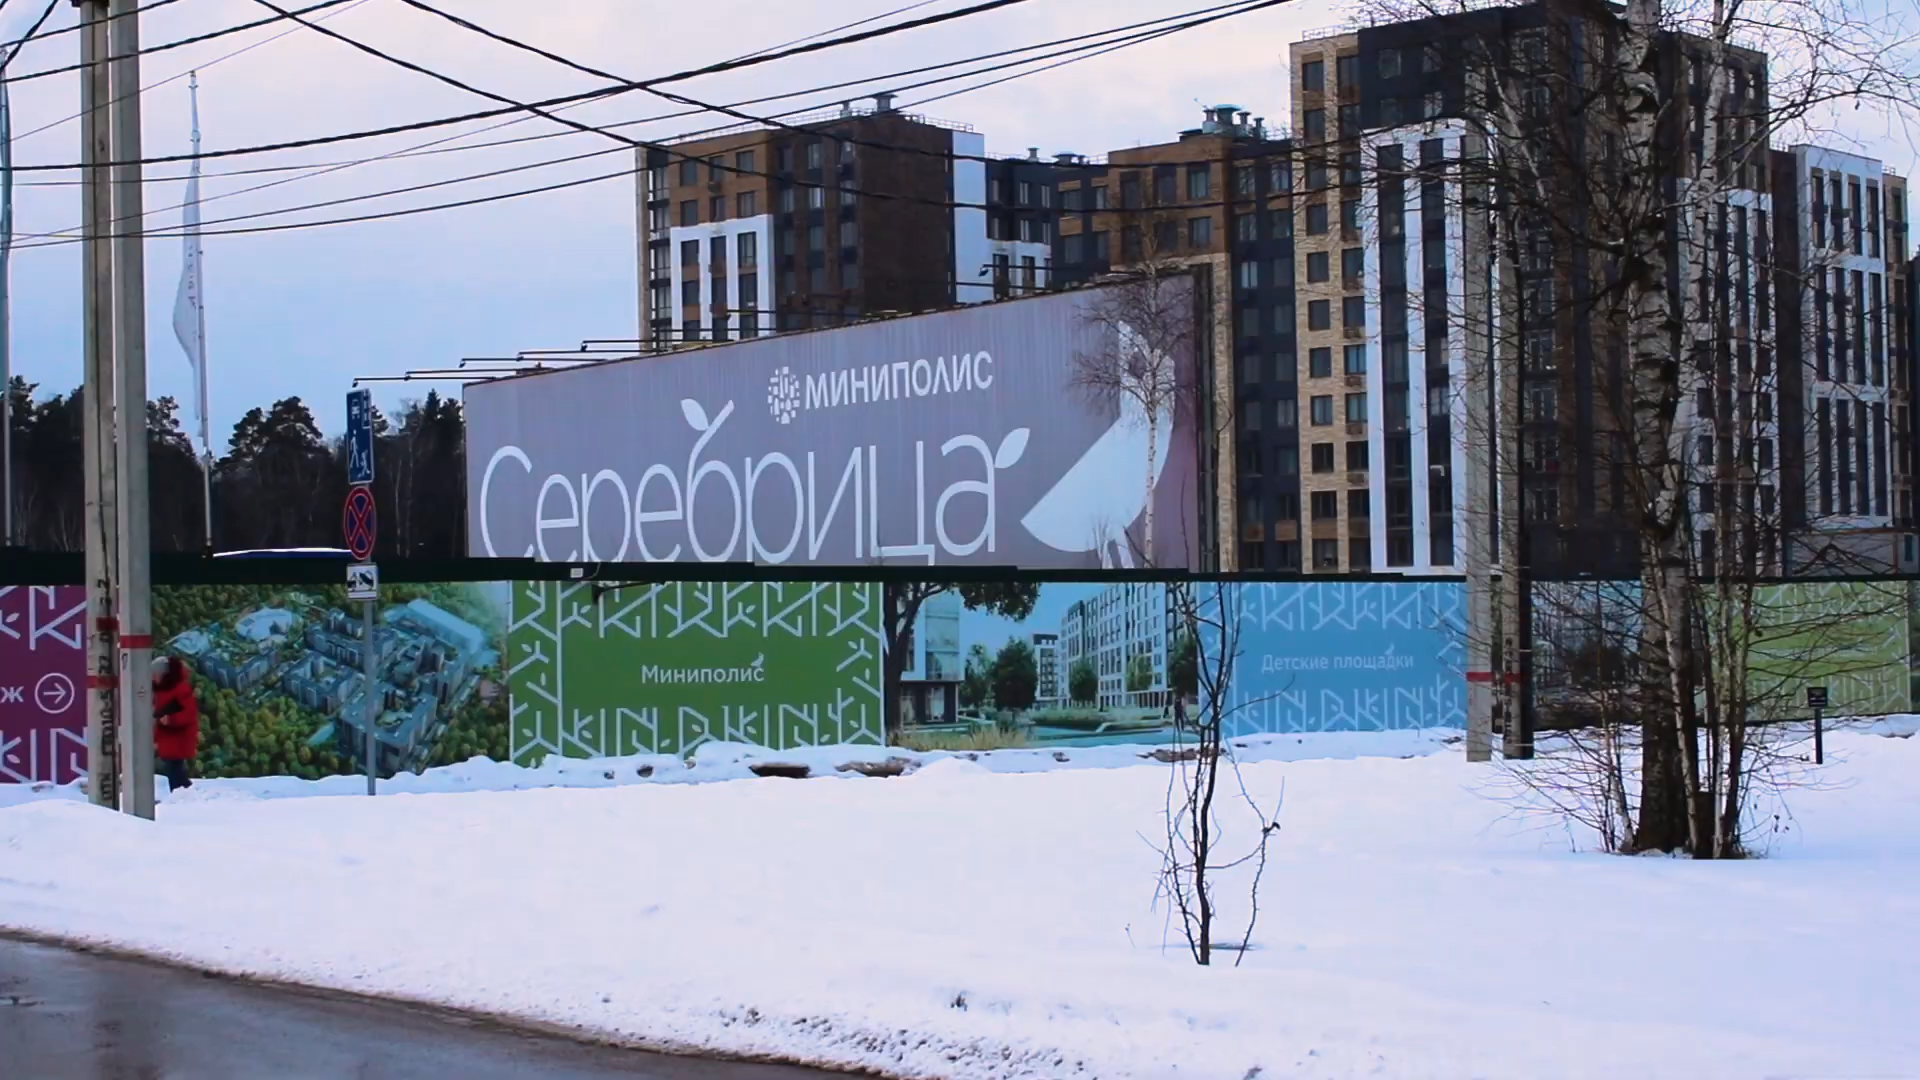 МИНИПОЛИС
Серебрица
ж
Миниполис
Детские площадки